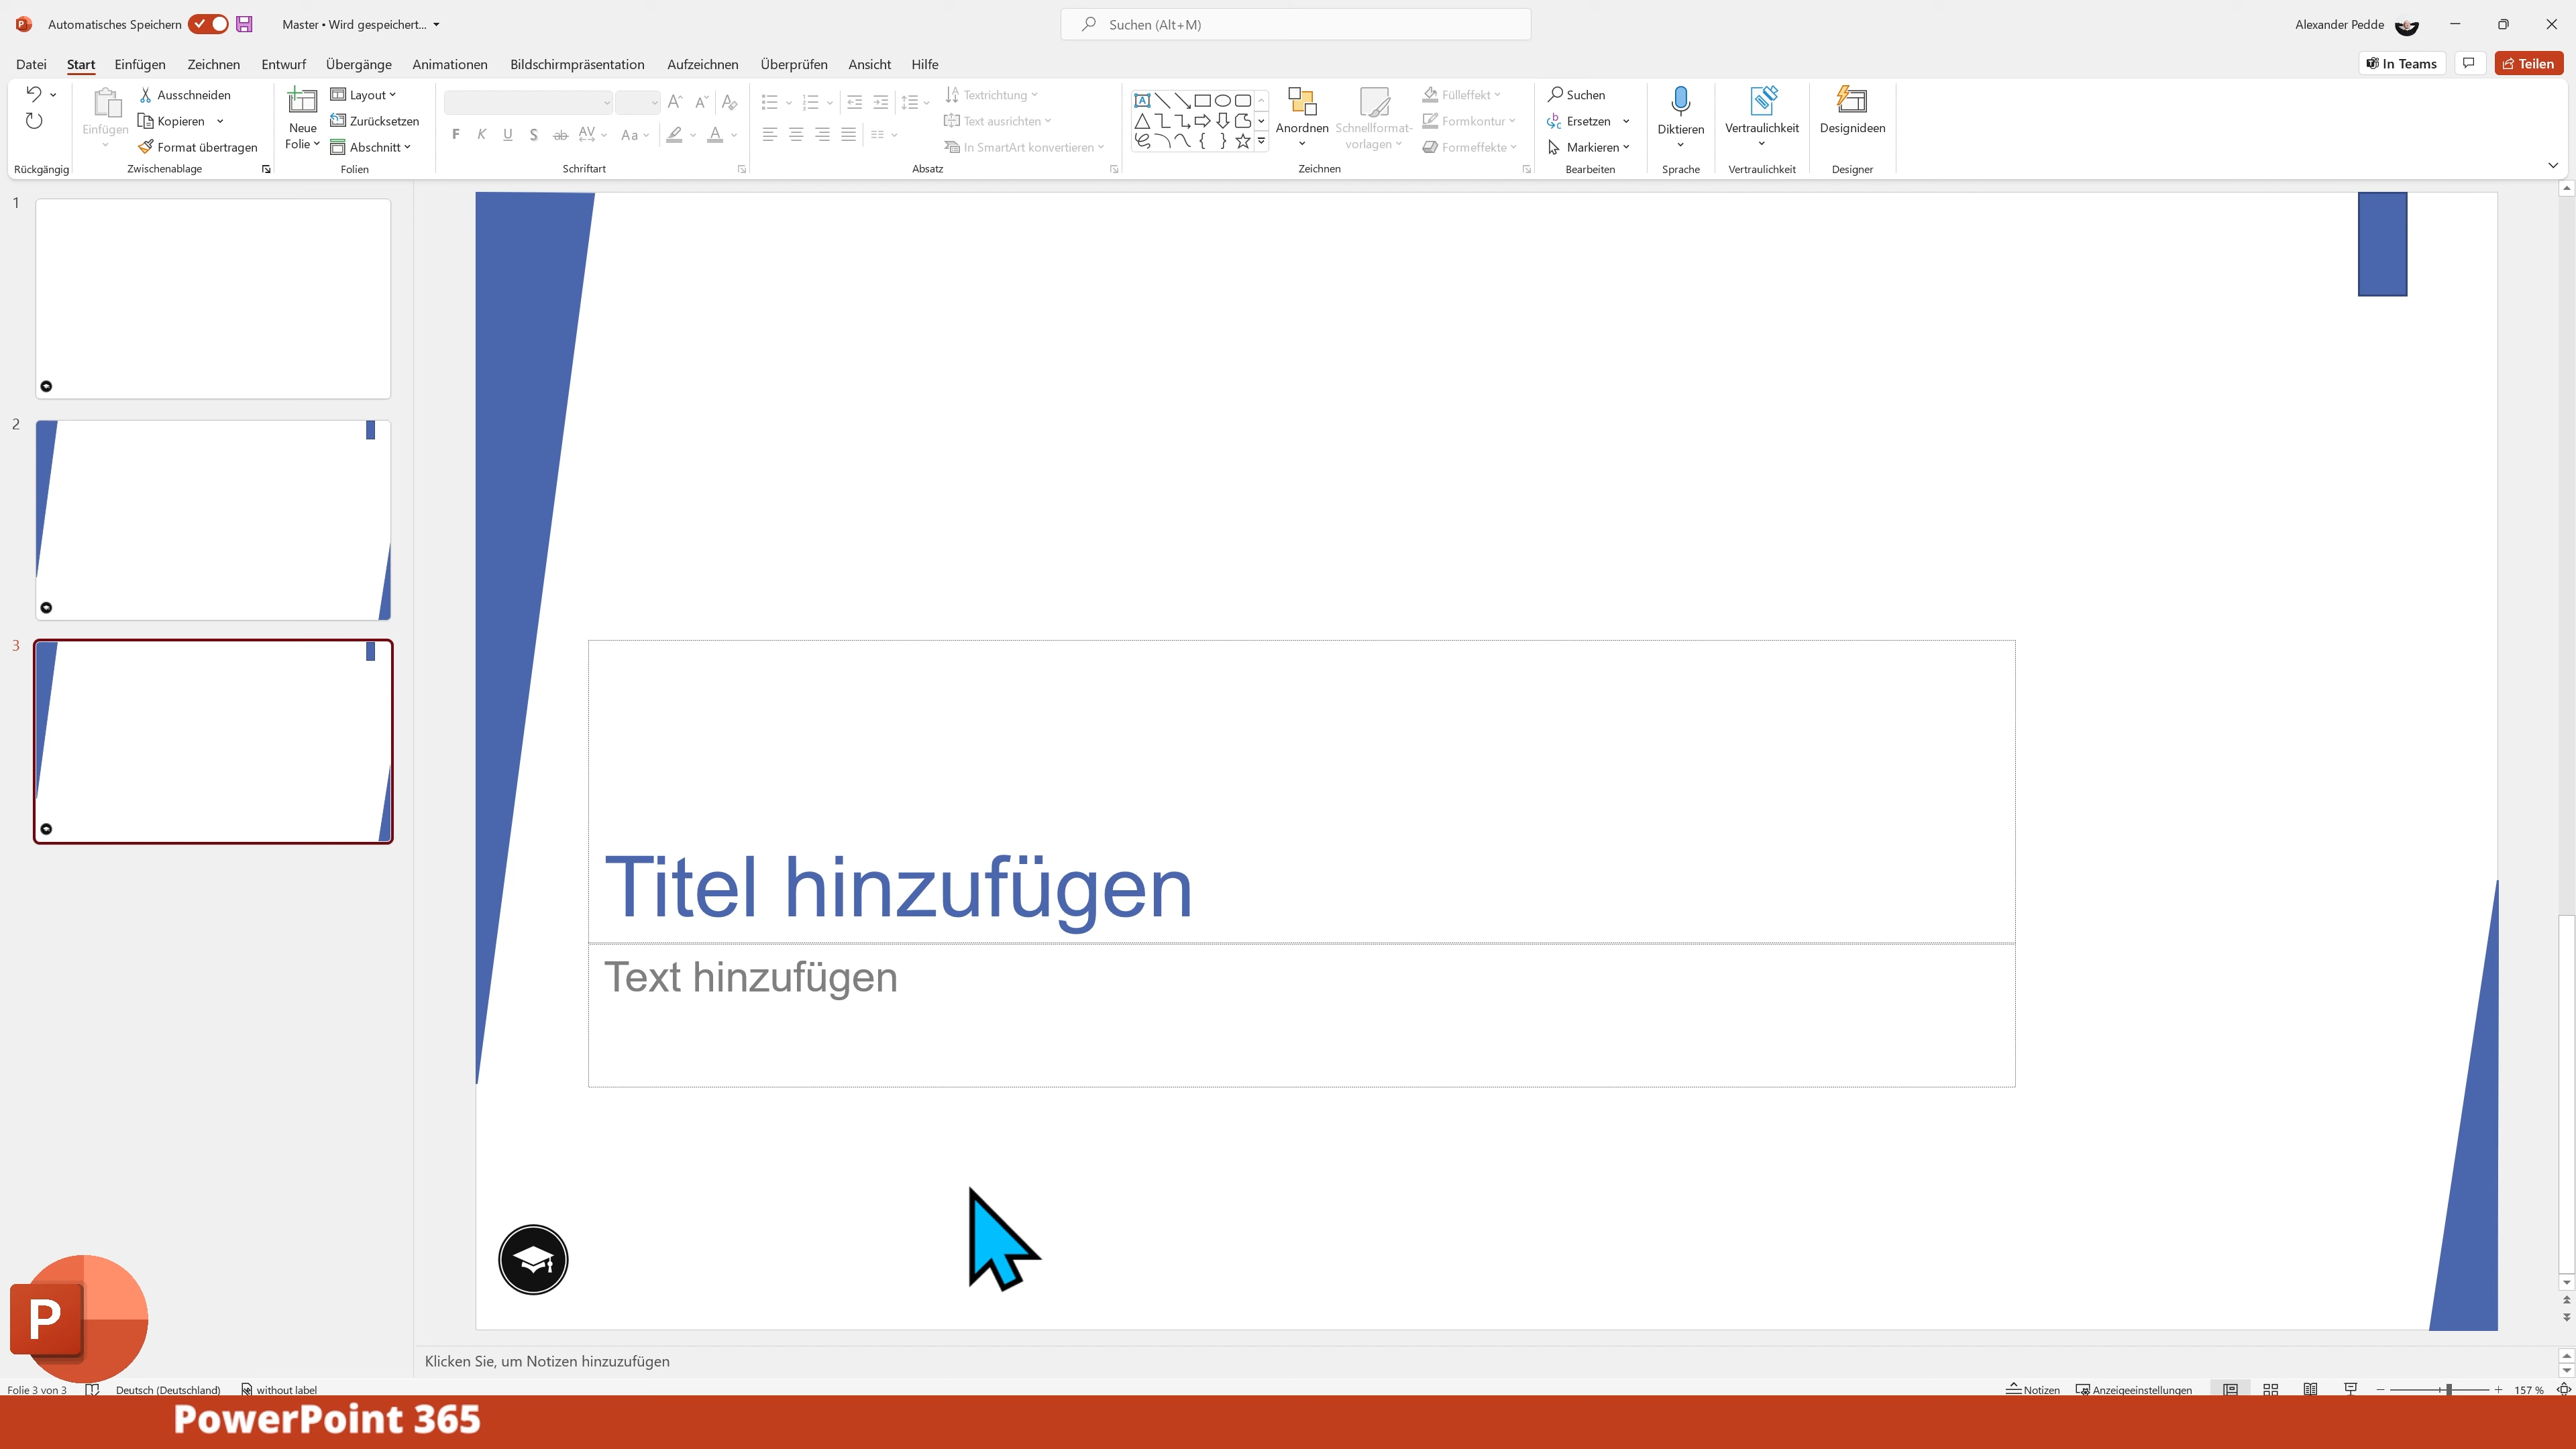 Automatisches Speichern
Master • Wird gespeichert...
Suchen (Alt+M)
Alexander Pedde
Datei Start Einfügen Zeichnen Entwurf Übergänge Animationen Bildschirmpräsentation Aufzeichnen Überprüfen Ansicht Hilfe
In Teams
Teilen
Rückgängig
Einfügen
Ausschneiden
Kopieren
Format übertragen
Zwischenablage
Neue
Folie
Layout
Zurücksetzen
Abschnitt
Folien
F K U S ab AV Aa A
Schriftart
Textrichtung
Text ausrichten
In SmartArt konvertieren
Absatz
Anordnen
Schnellformat-
vorlagen
Fülleffekt
Formkontur
Formeffekte
Zeichnen
Suchen
Ersetzen
Markieren
Bearbeiten
Diktieren
Sprache
Vertraulichkeit
Vertraulichkeit
Designideen
Designer
1
2
3
Titel hinzufügen
Text hinzufügen
P
Klicken Sie, um Notizen hinzuzufügen
Folie 3 von 3
Deutsch (Deutschland)
without label
Notizen
Anzeigeeinstellungen
157 %
PowerPoint 365